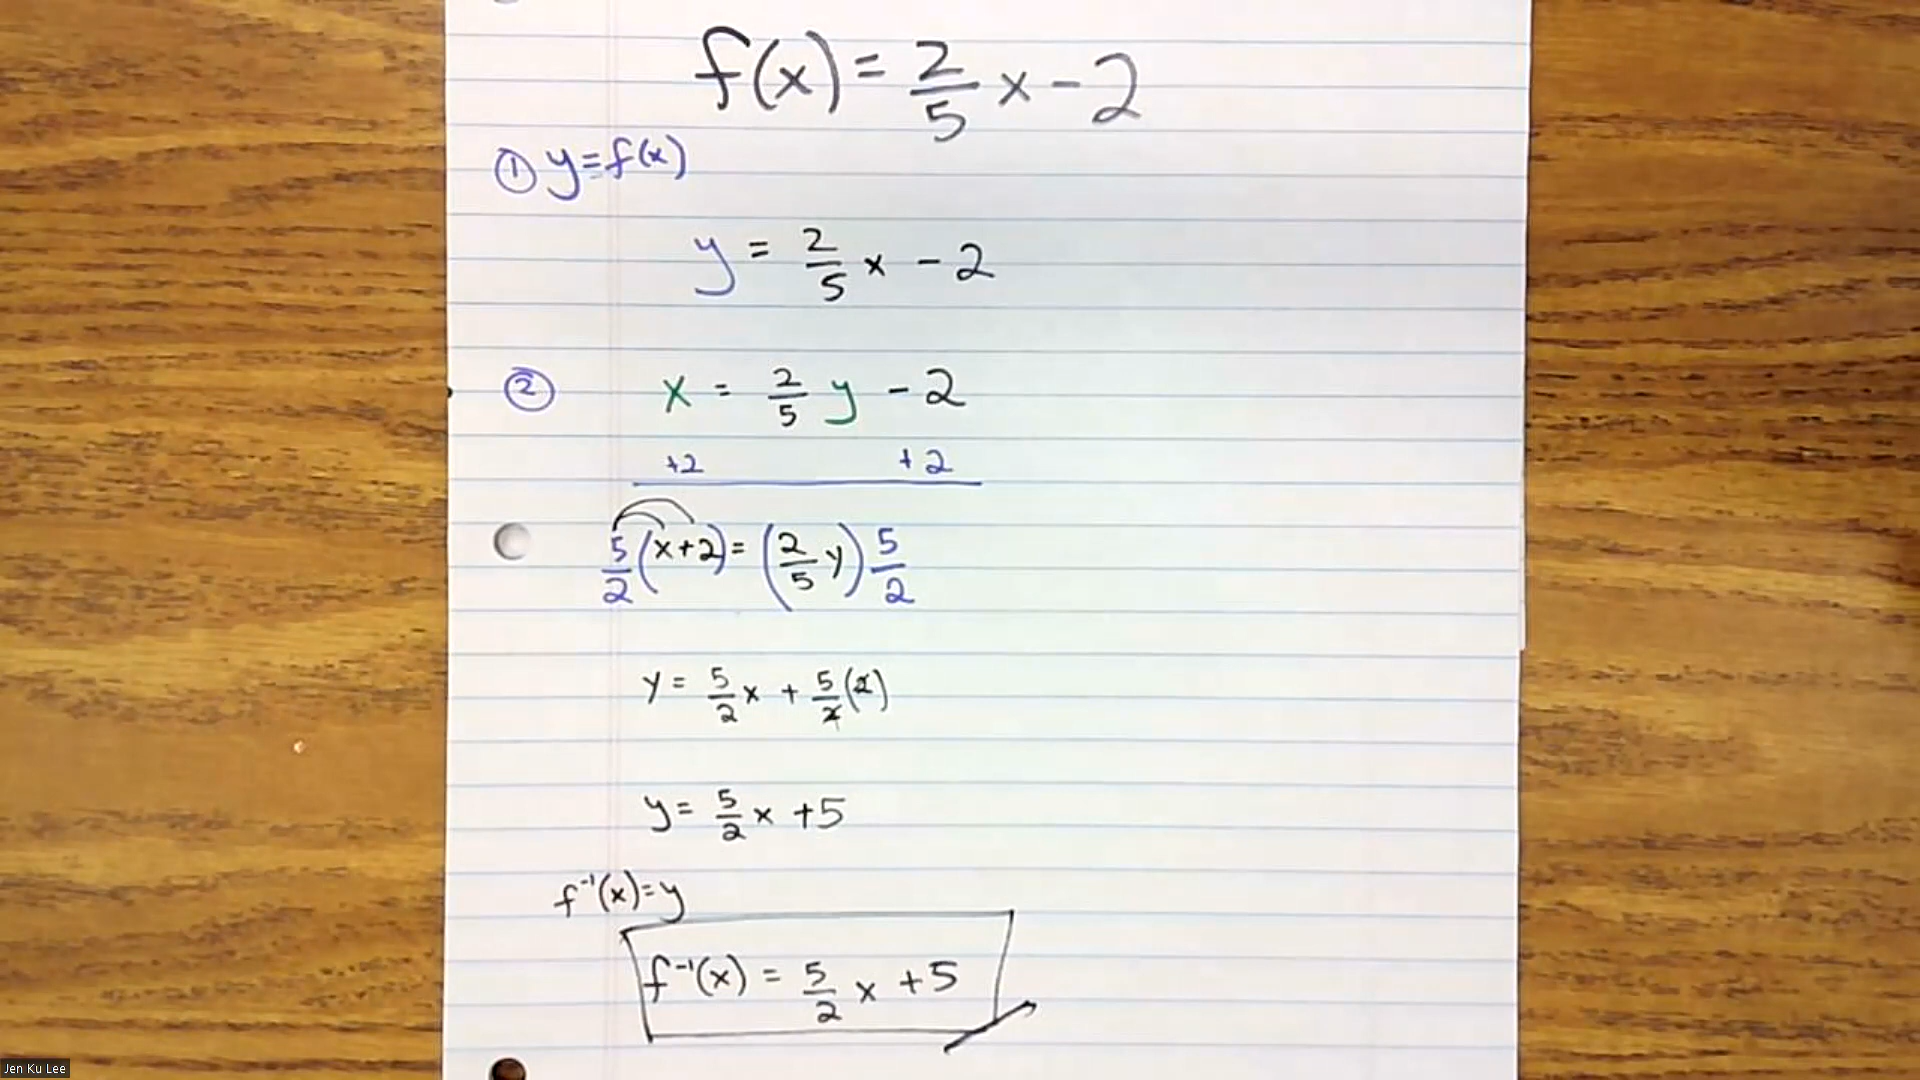 f(x) = 2/5 x - 2
① y = f(x)
y = 2/5 x - 2
② x = 2/5 y - 2
+2 +2
5/2 (x+2) = (2/5 y) 5/2
y = 5/2 x + 5/2 (2)
y = 5/2 x + 5
f⁻¹(x) = y
f⁻¹(x) = 5/2 x + 5
Jen Ku Lee